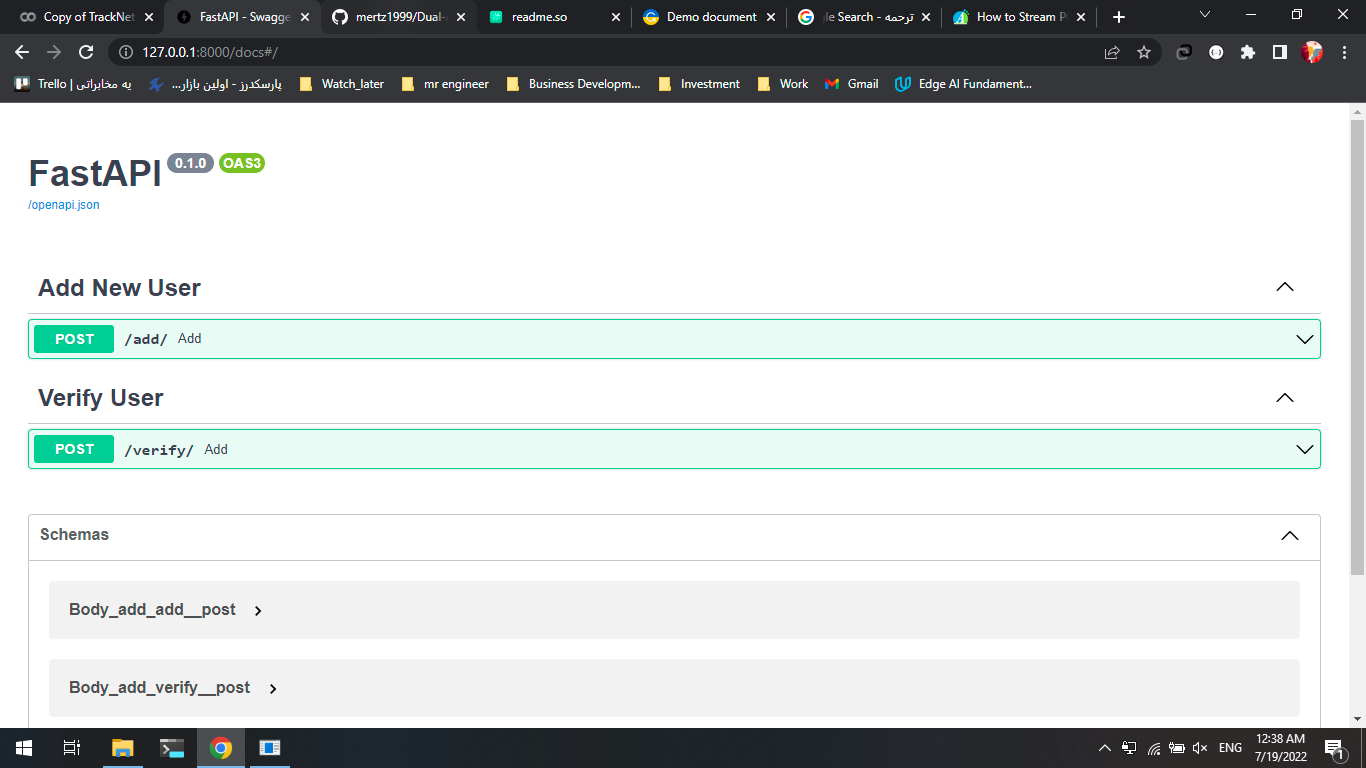 Copy of TrackNet
FastAPI - Swagge
mertz1999/Dual-
readme.so
Demo document
le Search - ترجمه
How to Stream P
127.0.0.1:8000/docs#/
Trello | یه مخابراتی
پارسکدرز - اولین بازار...
Watch_later
mr engineer
Business Developm...
Investment
Work
Gmail
Edge AI Fundament...
FastAPI 0.1.0 OAS3
/openapi.json
Add New User
POST /add/ Add
Verify User
POST /verify/ Add
Schemas
Body_add_add__post
Body_add_verify__post
ENG
12:38 AM
7/19/2022
1